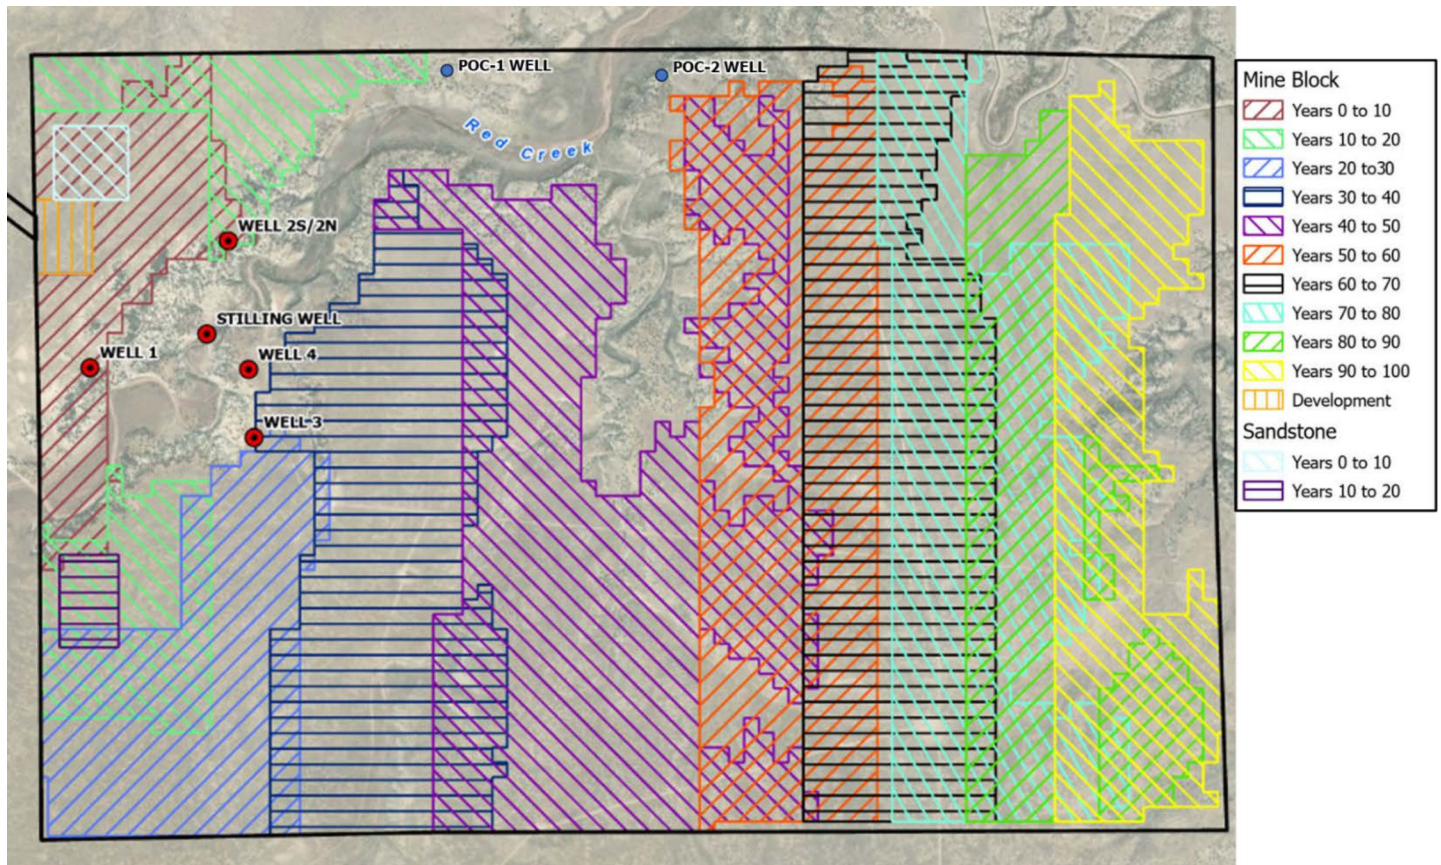 POC-1 WELL
POC-2 WELL
Red Creek
WELL 2S/2N
STILLING WELL
WELL 1
WELL 4
WELL 3
Mine Block
Years 0 to 10
Years 10 to 20
Years 20 to30
Years 30 to 40
Years 40 to 50
Years 50 to 60
Years 60 to 70
Years 70 to 80
Years 80 to 90
Years 90 to 100
Development
Sandstone
Years 0 to 10
Years 10 to 20